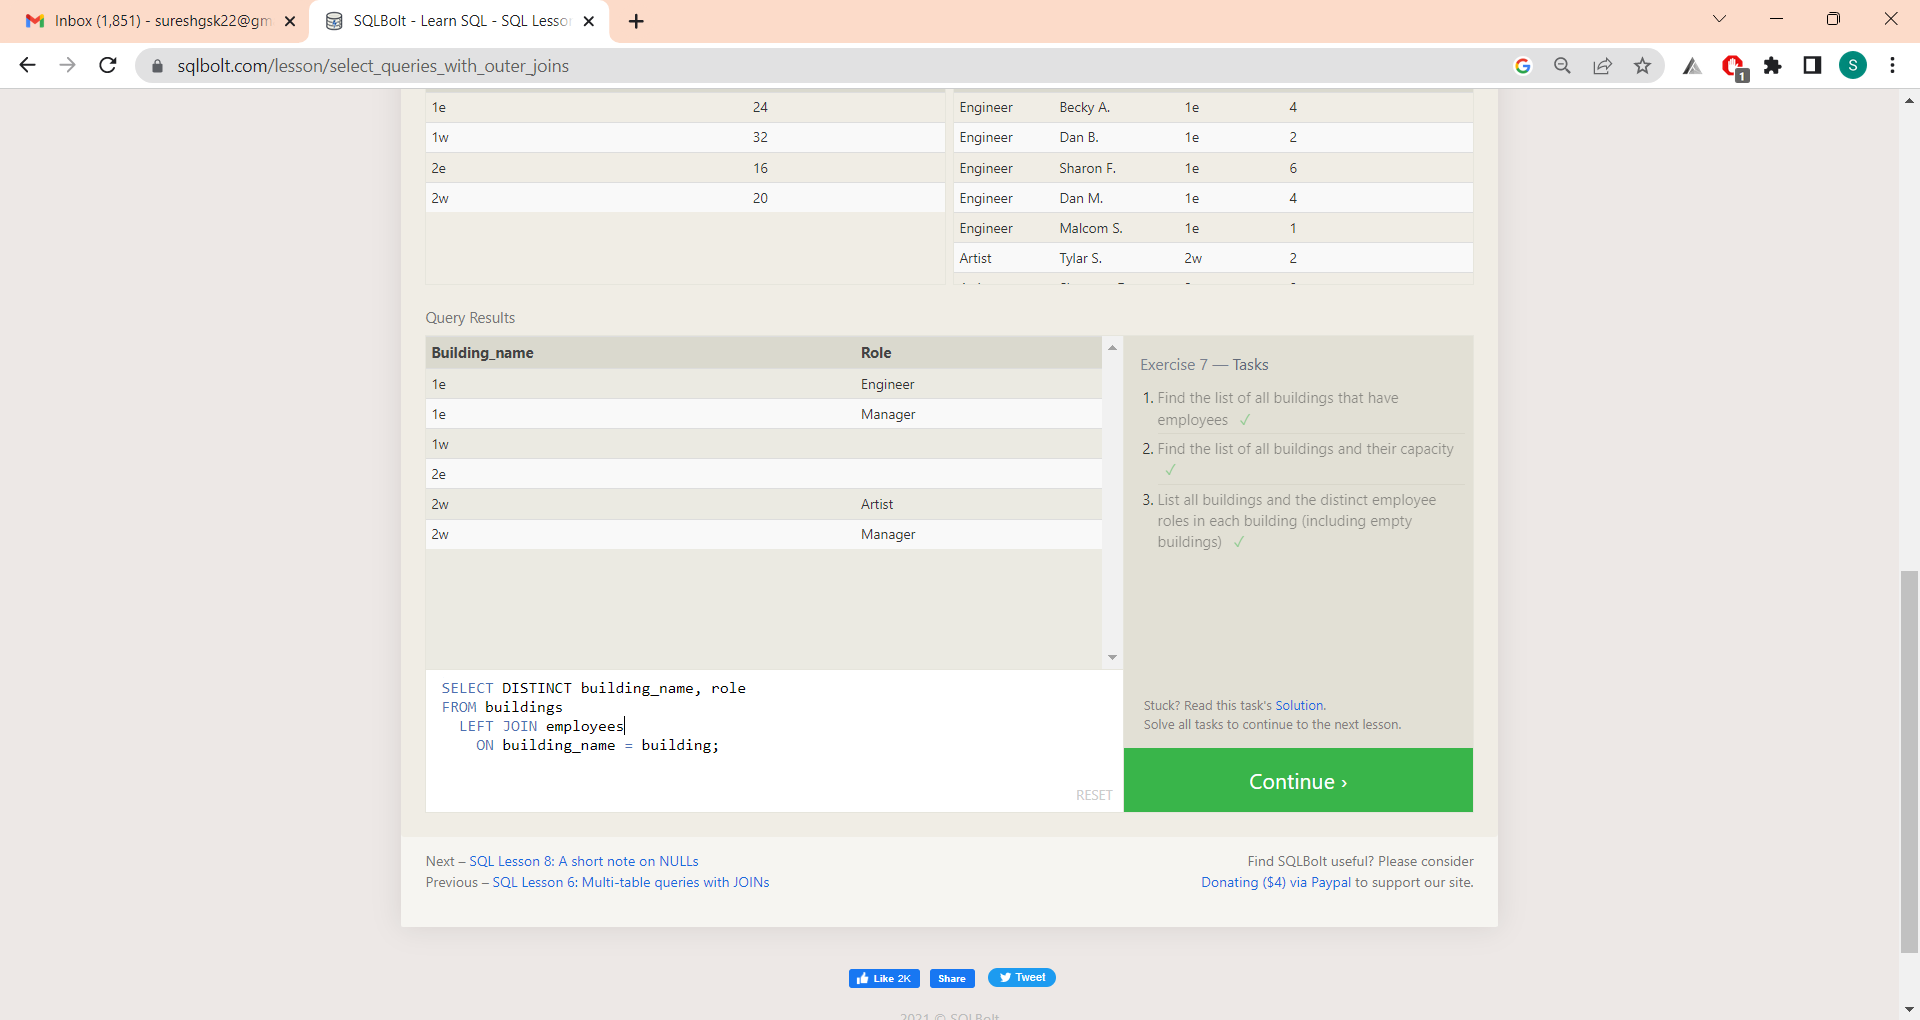 Inbox (1,851) - sureshgsk22@gm
SQLBolt - Learn SQL - SQL Lesso
sqlbolt.com/lesson/select_queries_with_outer_joins
1
S
1e 24
1w 32
2e 16
2w 20
Engineer Becky A. 1e 4
Engineer Dan B. 1e 2
Engineer Sharon F. 1e 6
Engineer Dan M. 1e 4
Engineer Malcom S. 1e 1
Artist Tylar S. 2w 2
Query Results
Building_name Role
1e Engineer
1e Manager
1w
2e
2w Artist
2w Manager
Exercise 7 — Tasks
1. Find the list of all buildings that have
employees ✓
2. Find the list of all buildings and their capacity
✓
3. List all buildings and the distinct employee
roles in each building (including empty
buildings) ✓
SELECT DISTINCT building_name, role
FROM buildings
LEFT JOIN employees
ON building_name = building;
RESET
Stuck? Read this task's Solution.
Solve all tasks to continue to the next lesson.
Continue ›
Next – SQL Lesson 8: A short note on NULLs
Previous – SQL Lesson 6: Multi-table queries with JOINs
Find SQLBolt useful? Please consider
Donating ($4) via Paypal to support our site.
Like 2K
Share
Tweet
2021 © SQLBolt